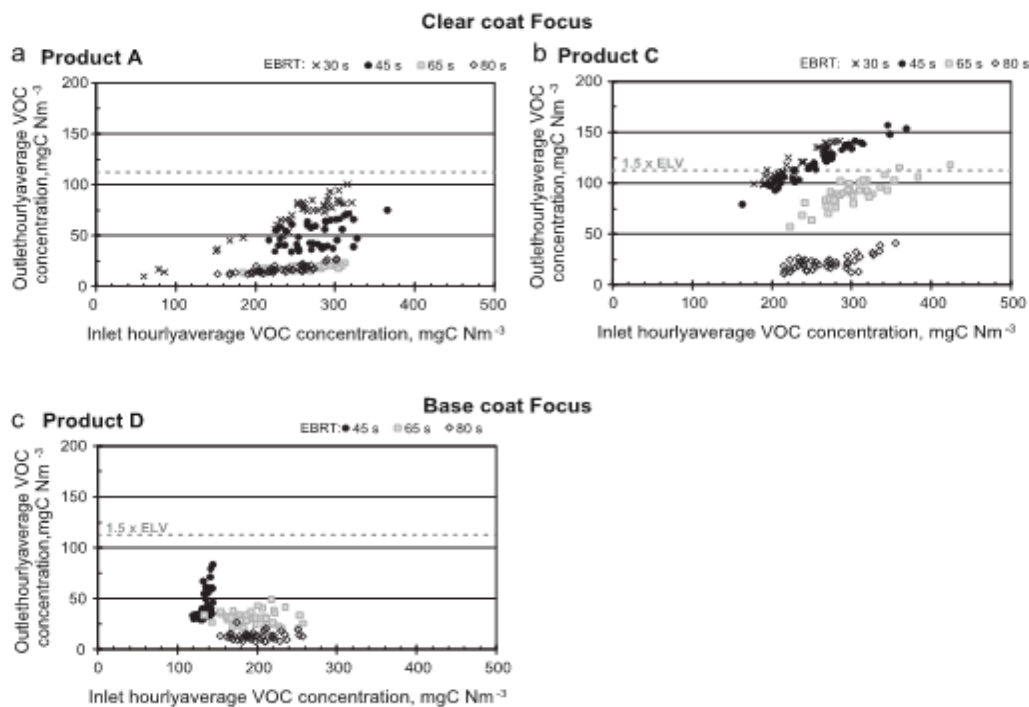 Clear coat Focus
a Product A
EBRT: × 30 s ● 45 s ■ 65 s ◇ 80 s
200
150
100
50
0
0 100 200 300 400 500
Outlethourlyaverage VOC
concentration,mgC Nm⁻³
Inlet hourlyaverage VOC concentration, mgC Nm⁻³
b Product C
EBRT: × 30 s ● 45 s ■ 65 s ◇ 80 s
200
150
1.5 x ELV
100
50
0
0 100 200 300 400 500
Outlethourlyaverage VOC
concentration,mgC Nm⁻³
Inlet hourlyaverage VOC concentration, mgC Nm⁻³
Base coat Focus
c Product D
EBRT: ● 45 s ■ 65 s ◇ 80 s
200
150
1.5 x ELV
100
50
0
0 100 200 300 400 500
Outlethourlyaverage VOC
concentration,mgC Nm⁻³
Inlet hourlyaverage VOC concentration, mgC Nm⁻³